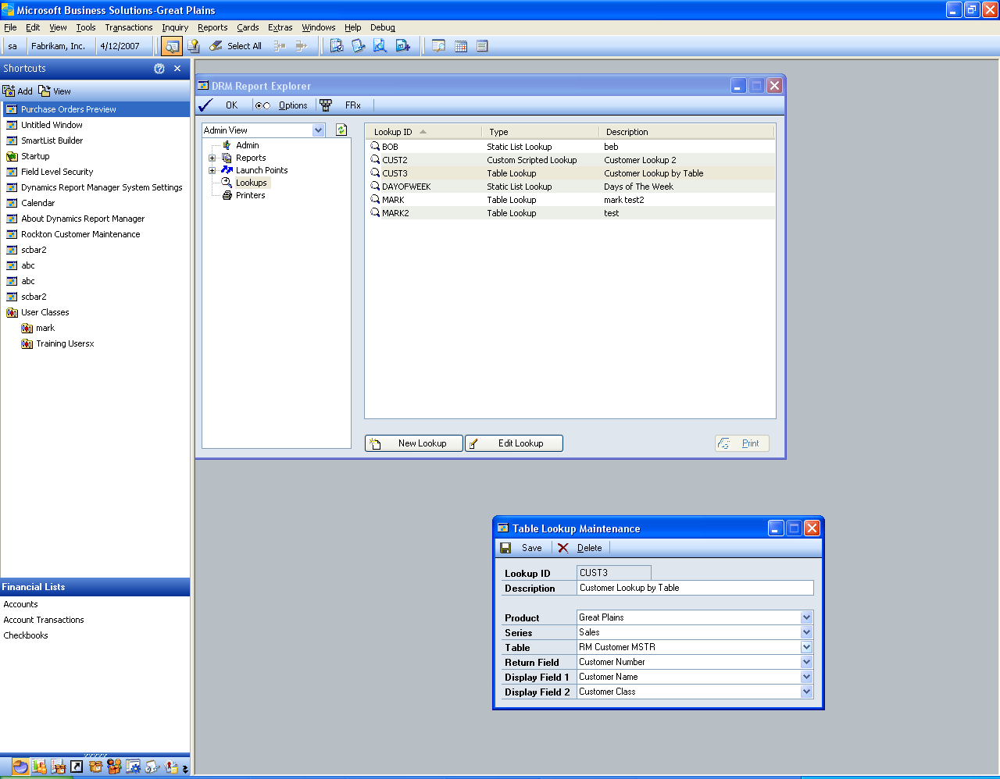 Microsoft Business Solutions-Great Plains
File Edit View Tools Transactions Inquiry Reports Cards Extras Windows Help Debug
sa Fabrikam, Inc. 4/12/2007 Select All
Shortcuts
Add View
Purchase Orders Preview
Untitled Window
SmartList Builder
Startup
Field Level Security
Dynamics Report Manager System Settings
Calendar
About Dynamics Report Manager
Rockton Customer Maintenance
scbar2
abc
abc
scbar2
User Classes
mark
Training Usersx
Financial Lists
Accounts
Account Transactions
Checkbooks
DRM Report Explorer
OK Options FRx
Admin View
Admin
Reports
Launch Points
Lookups
Printers
Lookup ID Type Description
BOB Static List Lookup beb
CUST2 Custom Scripted Lookup Customer Lookup 2
CUST3 Table Lookup Customer Lookup by Table
DAYOFWEEK Static List Lookup Days of The Week
MARK Table Lookup mark test2
MARK2 Table Lookup test
New Lookup Edit Lookup Print
Table Lookup Maintenance
Save Delete
Lookup ID CUST3
Description Customer Lookup by Table
Product Great Plains
Series Sales
Table RM Customer MSTR
Return Field Customer Number
Display Field 1 Customer Name
Display Field 2 Customer Class